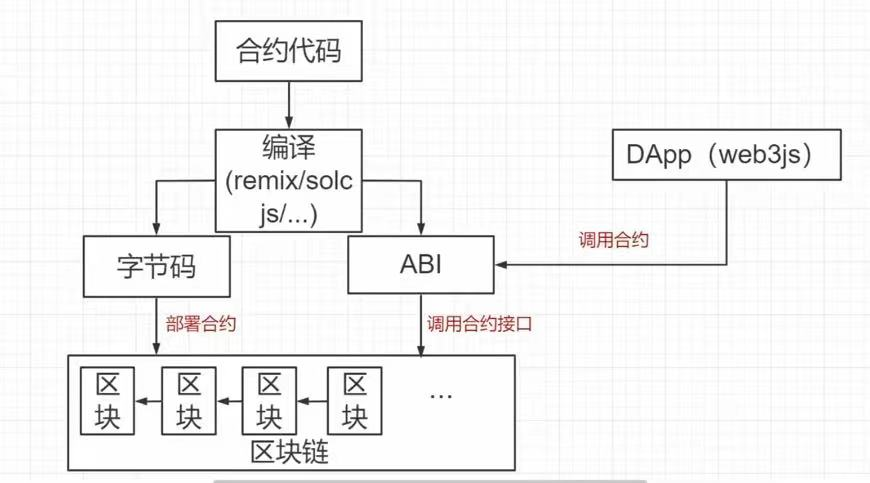 合约代码
编译
(remix/solc
js/...)
DApp（web3js）
调用合约
字节码
ABI
部署合约
调用合约接口
区
块
区
块
区
块
区
块
...
区块链